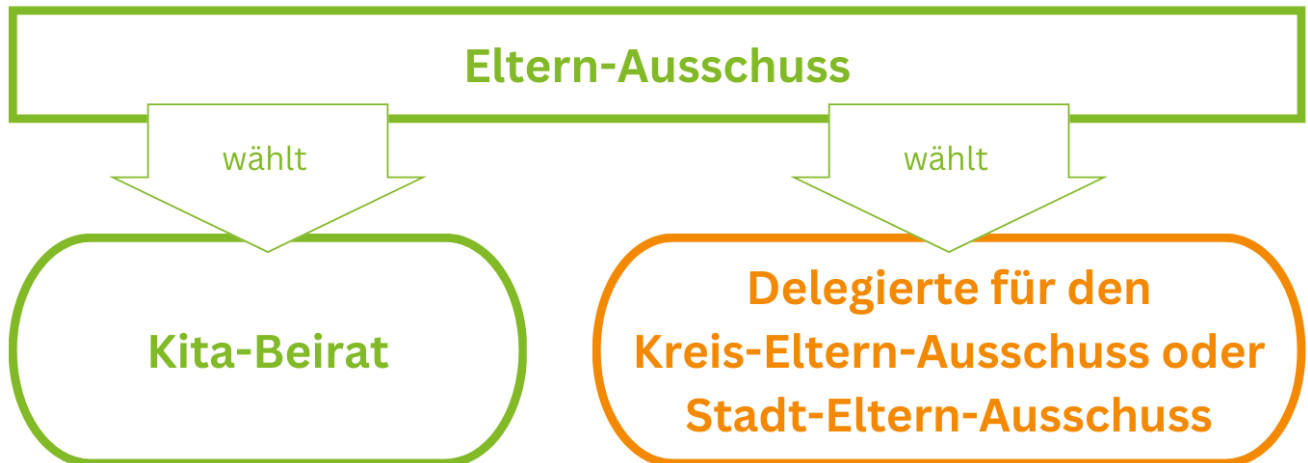 Eltern-Ausschuss
wählt
wählt
Kita-Beirat
Delegierte für den
Kreis-Eltern-Ausschuss oder
Stadt-Eltern-Ausschuss